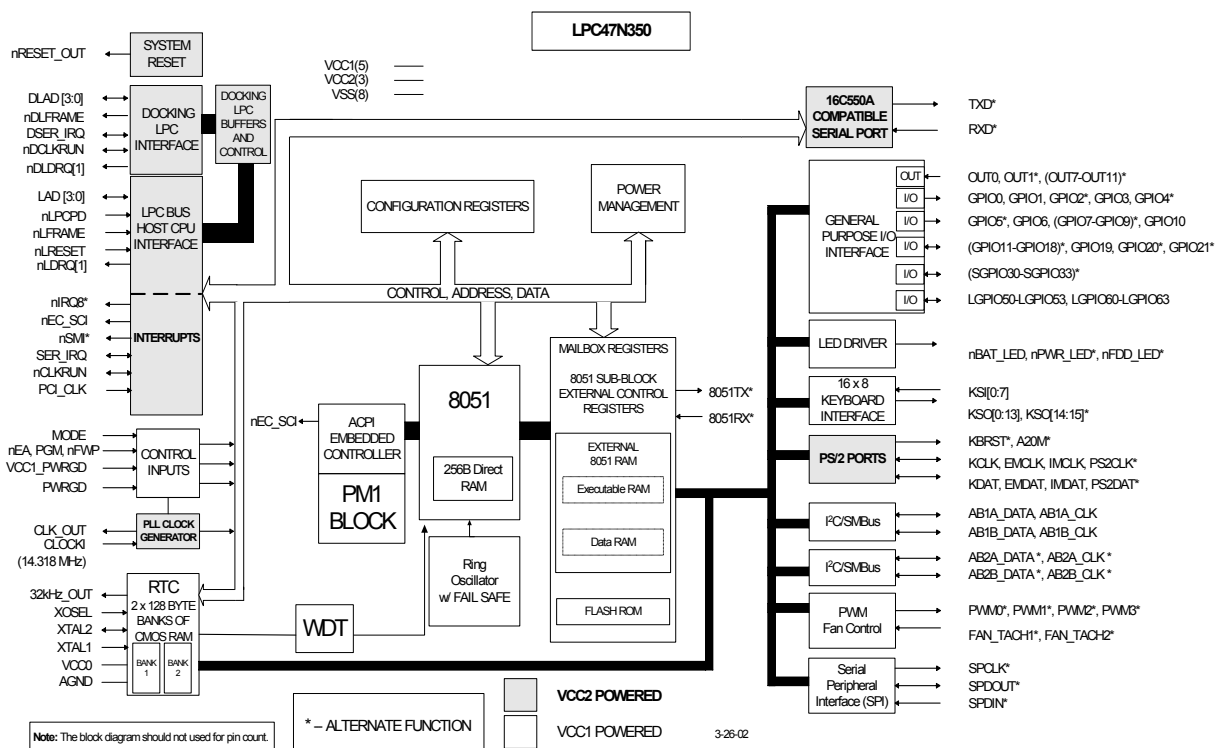 LPC47N350
nRESET_OUT
SYSTEM
RESET
VCC1(5)
VCC2(3)
VSS(8)
DLAD [3:0]
nDLFRAME
DSER_IRQ
nDCLKRUN
nDLDRQ[1]
DOCKING
LPC
INTERFACE
DOCKING
LPC
BUFFERS
AND
CONTROL
16C550A
COMPATIBLE
SERIAL PORT
TXD*
RXD*
LAD [3:0]
nLPCPD
nLFRAME
nLRESET
nLDRQ[1]
LPC BUS
HOST CPU
INTERFACE
nIRQ8*
nEC_SCI
nSMI*
SER_IRQ
nCLKRUN
PCI_CLK
INTERRUPTS
CONFIGURATION REGISTERS
POWER
MANAGEMENT
CONTROL, ADDRESS, DATA
GENERAL
PURPOSE I/O
INTERFACE
OUT
I/O
I/O
I/O
I/O
I/O
OUT0, OUT1*, (OUT7-OUT11)*
GPIO0, GPIO1, GPIO2*, GPIO3, GPIO4*
GPIO5*, GPIO6, (GPIO7-GPIO9)*, GPIO10
(GPIO11-GPIO18)*, GPIO19, GPIO20*, GPIO21*
(SGPIO30-SGPIO33)*
LGPIO50-LGPIO53, LGPIO60-LGPIO63
LED DRIVER
nBAT_LED, nPWR_LED*, nFDD_LED*
16 x 8
KEYBOARD
INTERFACE
KSI[0:7]
KSO[0:13], KSO[14:15]*
PS/2 PORTS
KBRST*, A20M*
KCLK, EMCLK, IMCLK, PS2CLK*
KDAT, EMDAT, IMDAT, PS2DAT*
I²C/SMBus
AB1A_DATA, AB1A_CLK
AB1B_DATA, AB1B_CLK
I²C/SMBus
AB2A_DATA *, AB2A_CLK *
AB2B_DATA *, AB2B_CLK *
PWM
Fan Control
PWM0*, PWM1*, PWM2*, PWM3*
FAN_TACH1*, FAN_TACH2*
Serial
Peripheral
Interface (SPI)
SPCLK*
SPDOUT*
SPDIN*
MAILBOX REGISTERS
8051 SUB-BLOCK
EXTERNAL CONTROL
REGISTERS
EXTERNAL
8051 RAM
Executable RAM
Data RAM
FLASH ROM
8051TX*
8051RX*
8051
256B Direct
RAM
nEC_SCI
ACPI
EMBEDDED
CONTROLLER
PM1
BLOCK
Ring
Oscillator
w/ FAIL SAFE
WDT
MODE
nEA, PGM, nFWP
VCC1_PWRGD
PWRGD
CONTROL
INPUTS
CLK_OUT
CLOCKI
(14.318 MHz)
PLL CLOCK
GENERATOR
32kHz_OUT
XOSEL
XTAL2
XTAL1
VCC0
AGND
RTC
2 x 128 BYTE
BANKS OF
CMOS RAM
BANK
1
BANK
2
Note: The block diagram should not used for pin count.
* – ALTERNATE FUNCTION
VCC2 POWERED
VCC1 POWERED
3-26-02